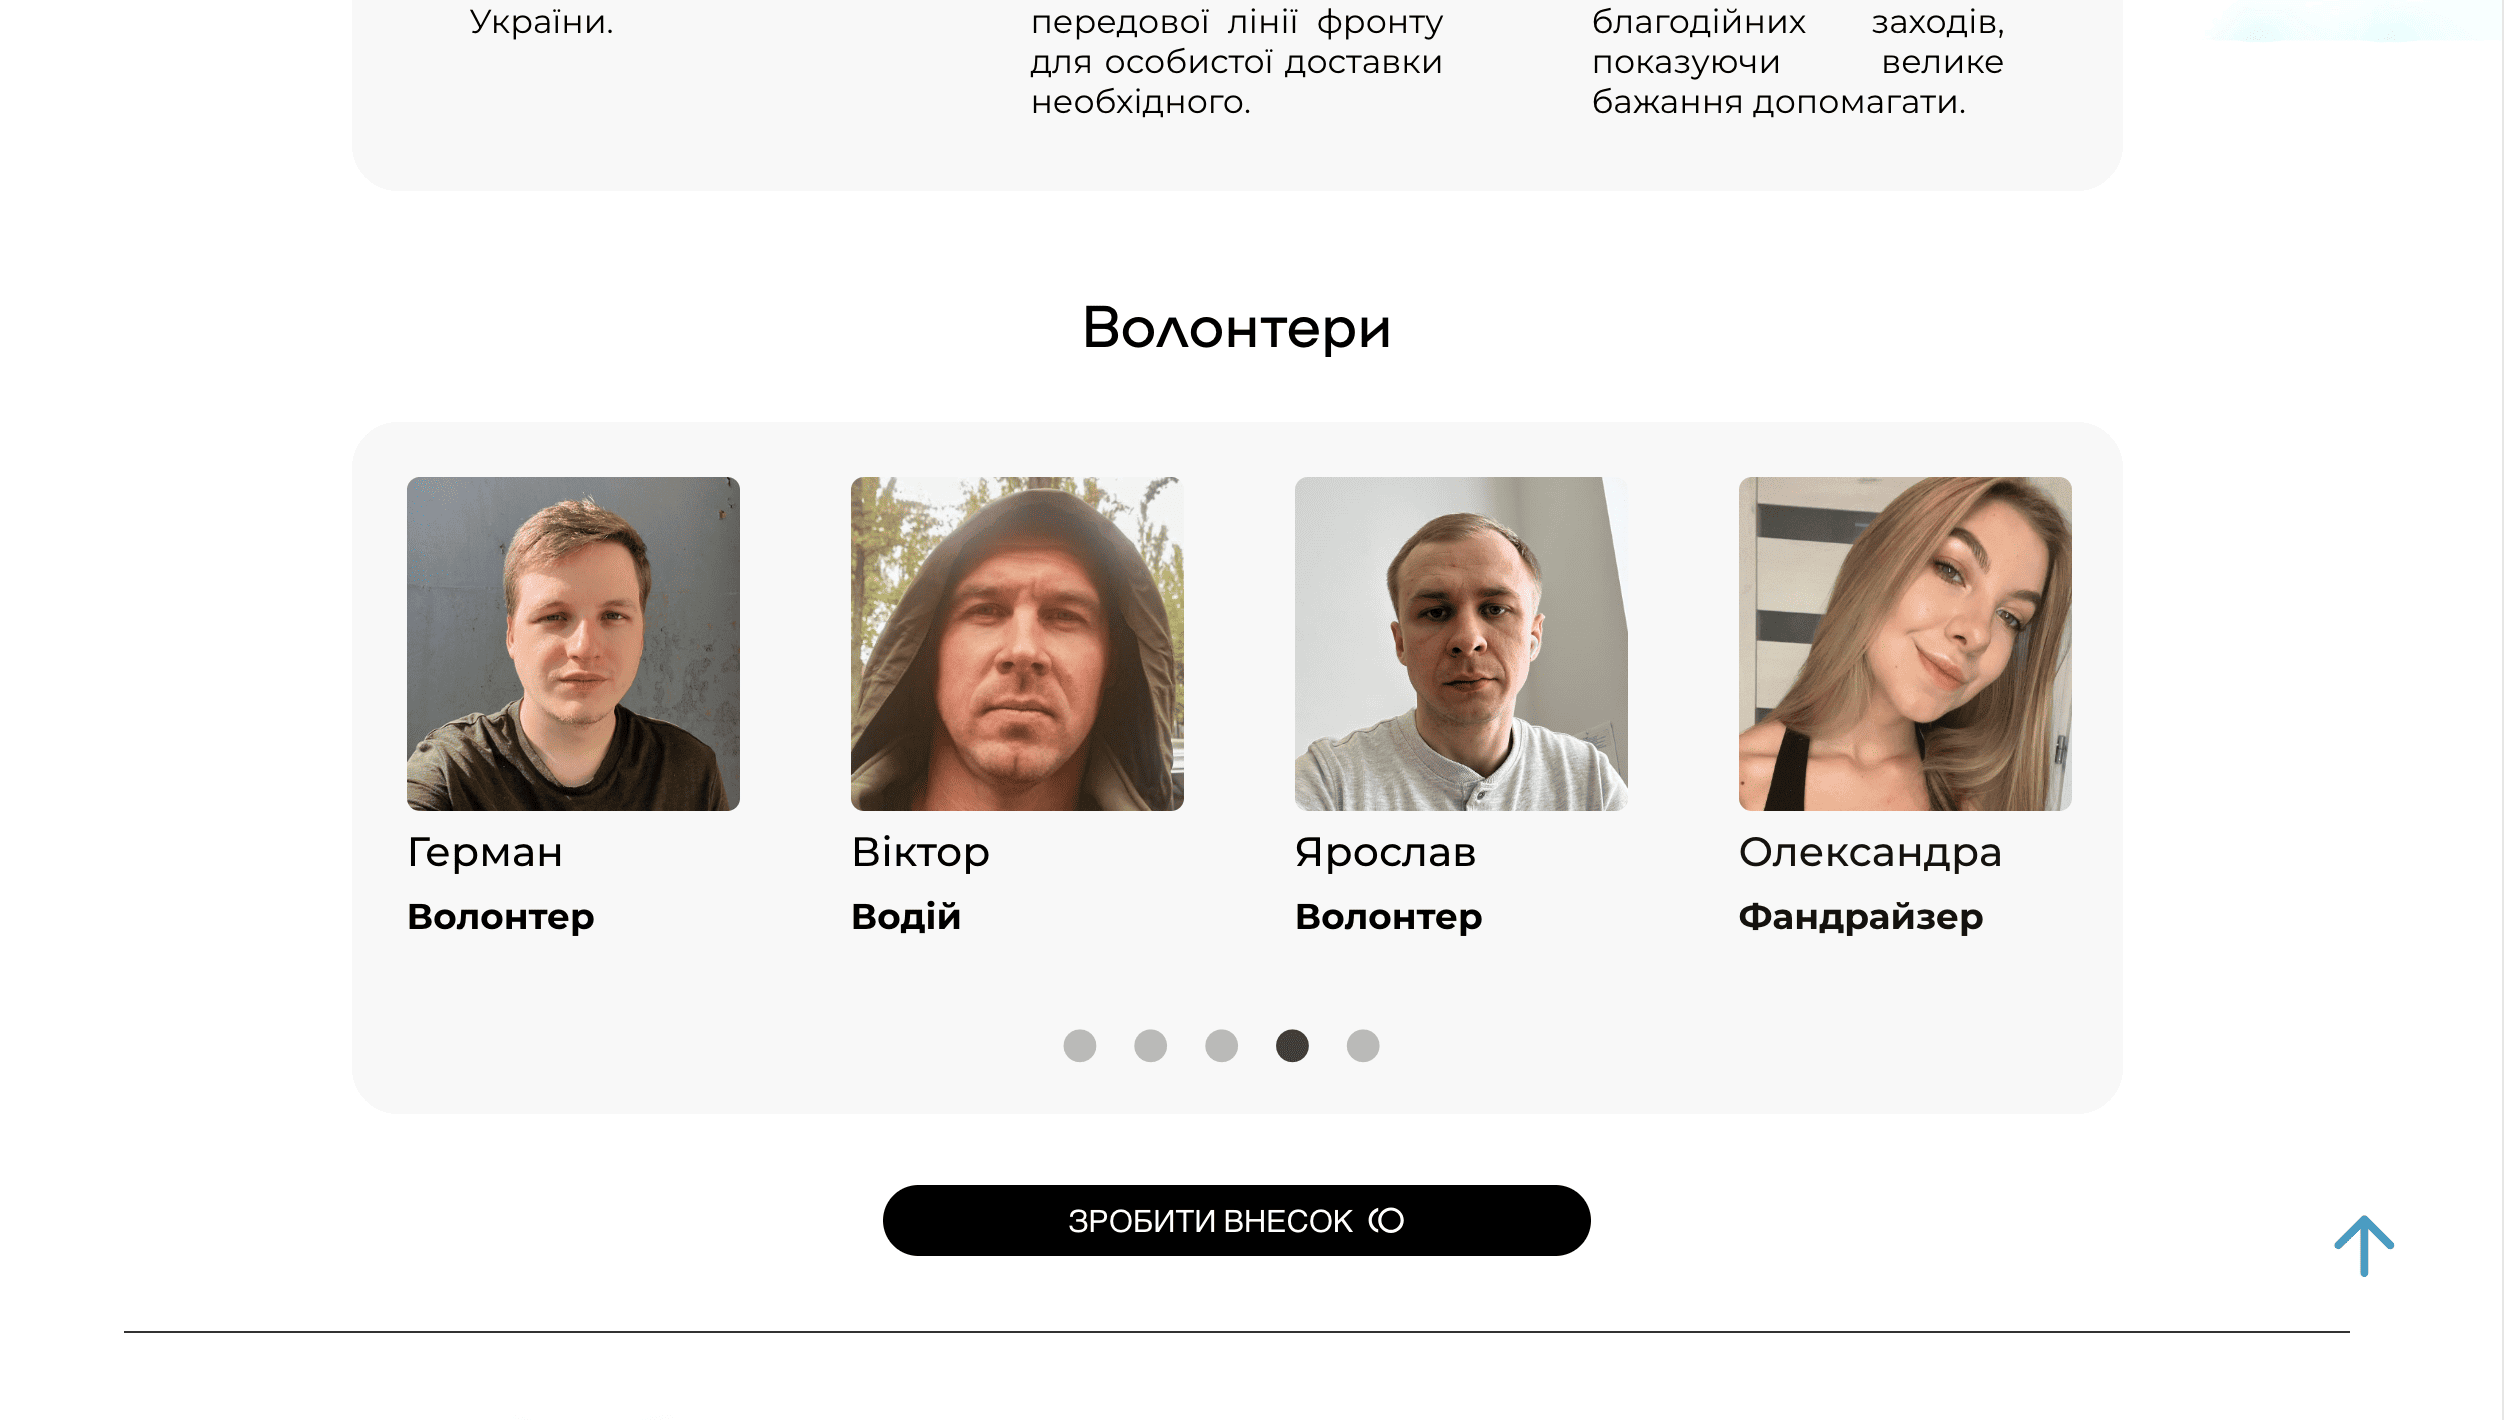 України.
передової лінії фронту
для особистої доставки
необхідного.
благодійних заходів,
показуючи велике
бажання допомагати.
Волонтери
Герман
Волонтер
Віктор
Водій
Ярослав
Волонтер
Олександра
Фандрайзер
ЗРОБИТИ ВНЕСОК